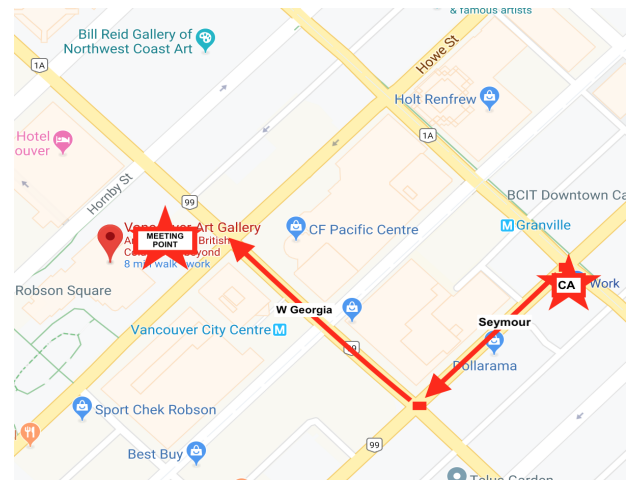 & famous artists
Bill Reid Gallery of
Northwest Coast Art
1A
Howe St
Holt Renfrew
Hotel
ouver
1A
Hornby St
BCIT Downtown Ca
99
Vancouver Art Gallery
MEETING
POINT
British
8 min walk
work
CF Pacific Centre
M Granville
Robson Square
CA
Work
W Georgia
Seymour
Vancouver City Centre M
99
Dollarama
Sport Chek Robson
99
Best Buy
Telus Garden